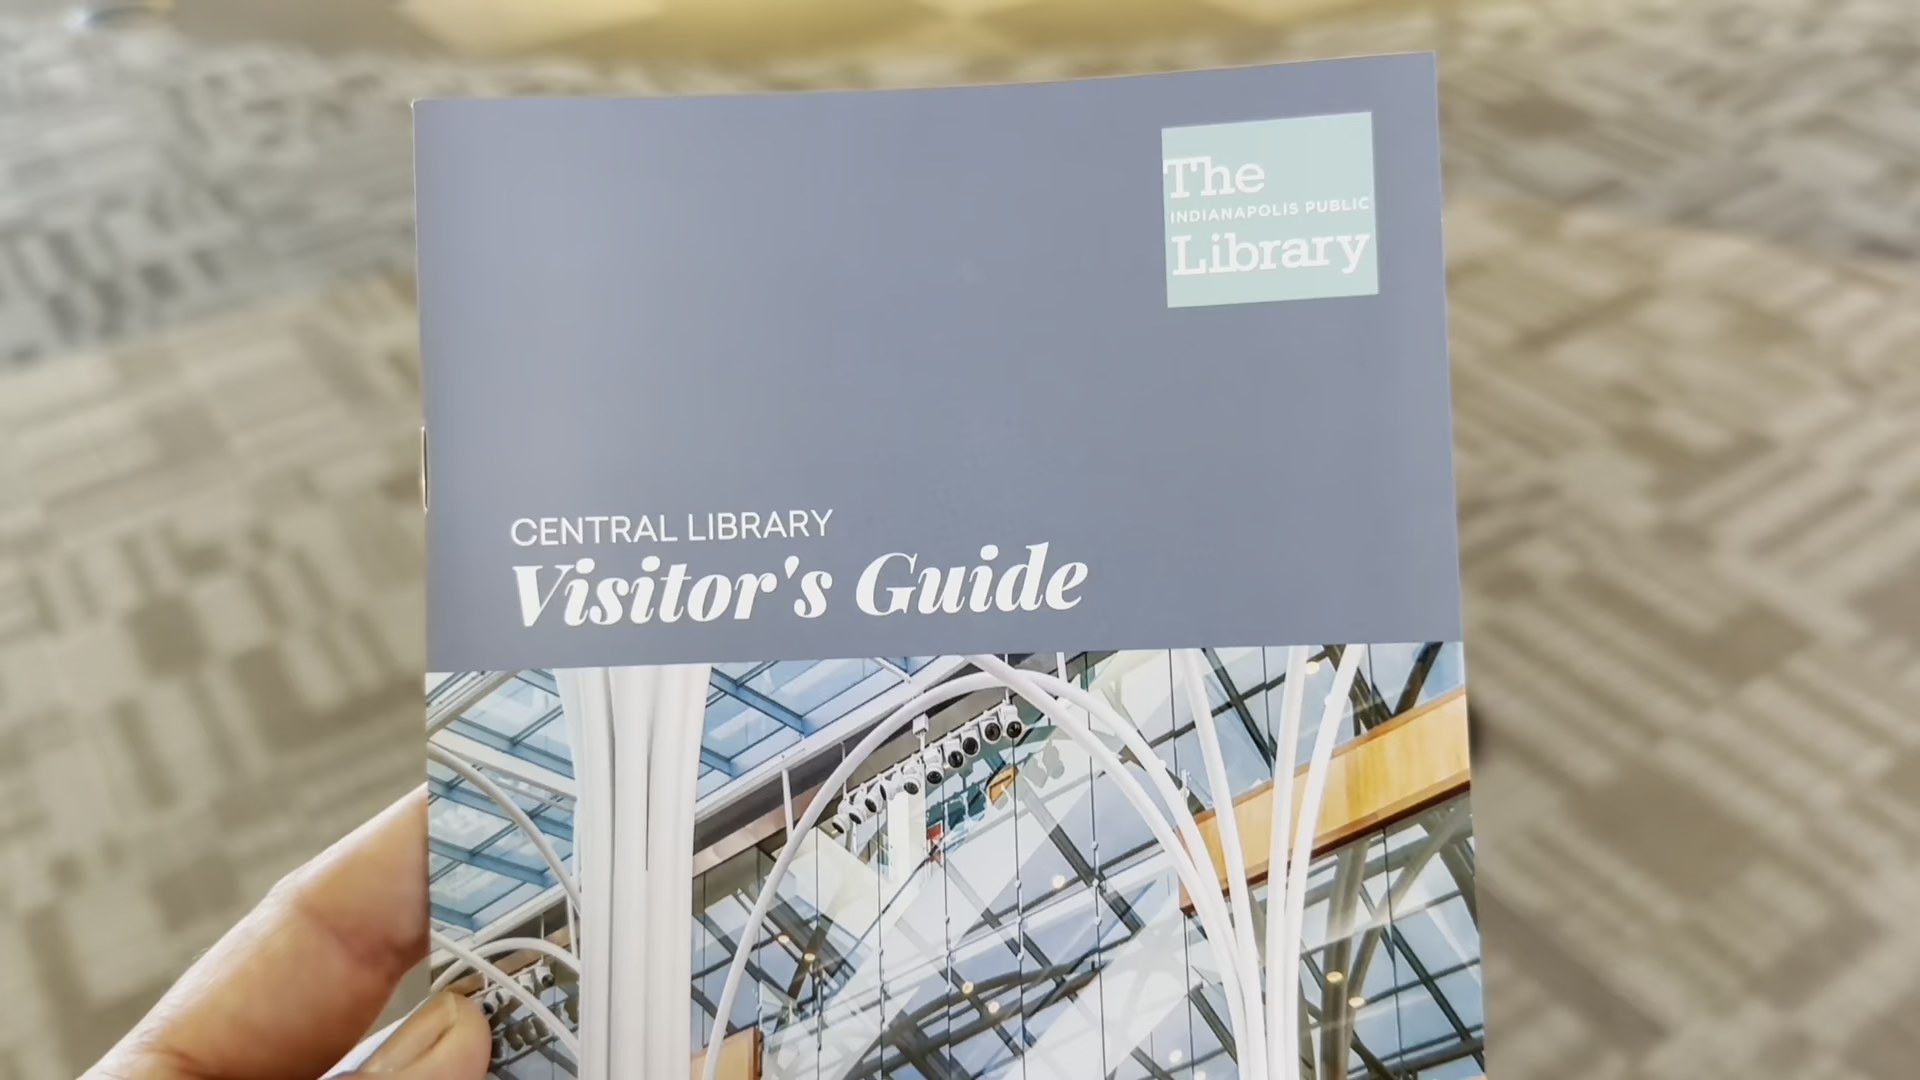 The
INDIANAPOLIS PUBLIC
Library
CENTRAL LIBRARY
Visitor's Guide